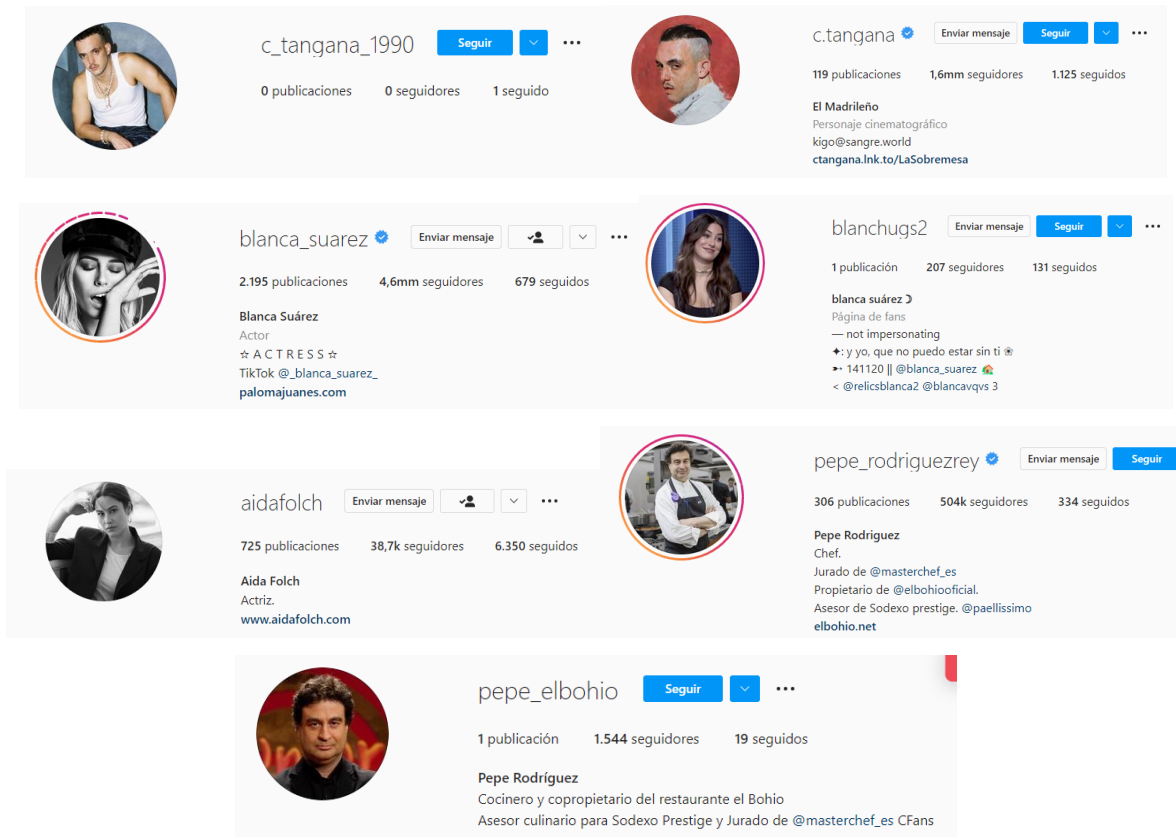 c_tangana_1990 Seguir
0 publicaciones 0 seguidores 1 seguido
c.tangana Enviar mensaje Seguir
119 publicaciones 1,6mm seguidores 1.125 seguidos
El Madrileño
Personaje cinematográfico
kigo@sangre.world
ctangana.lnk.to/LaSobremesa
blanca_suarez Enviar mensaje
2.195 publicaciones 4,6mm seguidores 679 seguidos
Blanca Suárez
Actor
☆ A C T R E S S ☆
TikTok @_blanca_suarez_
palomajuanes.com
blanchugs2 Enviar mensaje Seguir
1 publicación 207 seguidores 131 seguidos
blanca suárez ☽
Página de fans
— not impersonating
✦: y yo, que no puedo estar sin ti ❀
➵ 141120 || @blanca_suarez 🏠
< @relicsblanca2 @blancavqvs 3
aidafolch Enviar mensaje
725 publicaciones 38,7k seguidores 6.350 seguidos
Aida Folch
Actriz.
www.aidafolch.com
pepe_rodriguezrey Enviar mensaje Seguir
306 publicaciones 504k seguidores 334 seguidos
Pepe Rodriguez
Chef.
Jurado de @masterchef_es
Propietario de @elbohiooficial.
Asesor de Sodexo prestige. @paellissimo
elbohio.net
pepe_elbohio Seguir
1 publicación 1.544 seguidores 19 seguidos
Pepe Rodríguez
Cocinero y copropietario del restaurante el Bohio
Asesor culinario para Sodexo Prestige y Jurado de @masterchef_es CFans